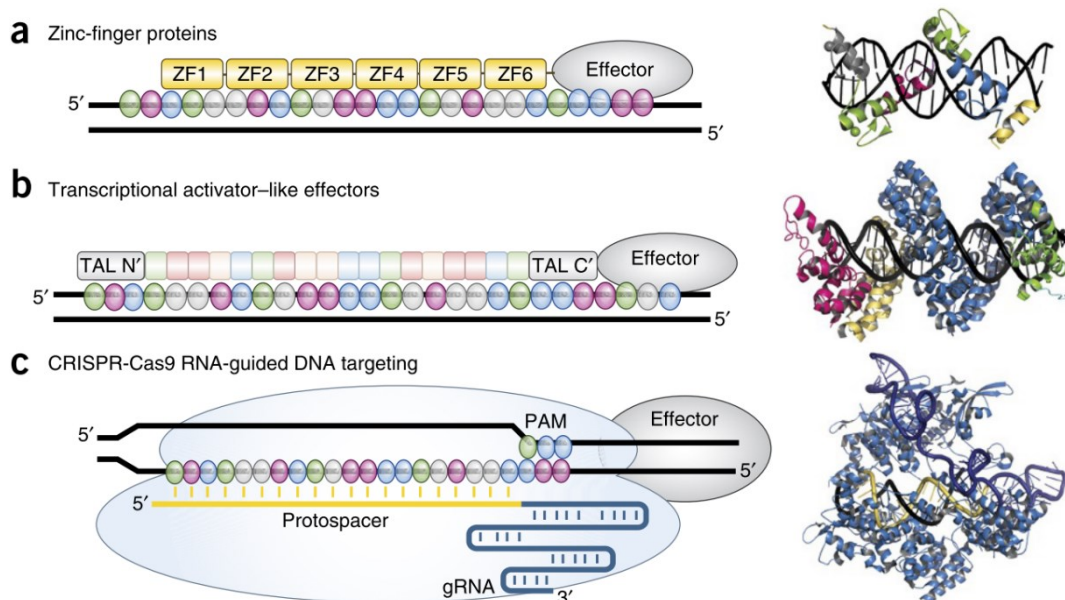 a Zinc-finger proteins
ZF1 ZF2 ZF3 ZF4 ZF5 ZF6 Effector
5′
5′
b Transcriptional activator–like effectors
TAL N′ TAL C′ Effector
5′
5′
c CRISPR-Cas9 RNA-guided DNA targeting
PAM Effector
5′
5′
5′
Protospacer
gRNA
3′